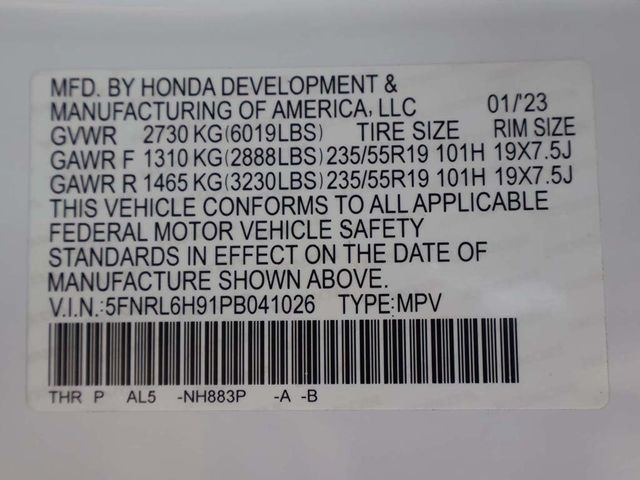 MFD. BY HONDA DEVELOPMENT &
MANUFACTURING OF AMERICA, LLC 01/'23
GVWR 2730 KG(6019LBS) TIRE SIZE RIM SIZE
GAWR F 1310 KG(2888LBS) 235/55R19 101H 19X7.5J
GAWR R 1465 KG(3230LBS) 235/55R19 101H 19X7.5J
THIS VEHICLE CONFORMS TO ALL APPLICABLE
FEDERAL MOTOR VEHICLE SAFETY
STANDARDS IN EFFECT ON THE DATE OF
MANUFACTURE SHOWN ABOVE.
V.I.N.:5FNRL6H91PB041026 TYPE:MPV
THR P AL5 -NH883P -A -B